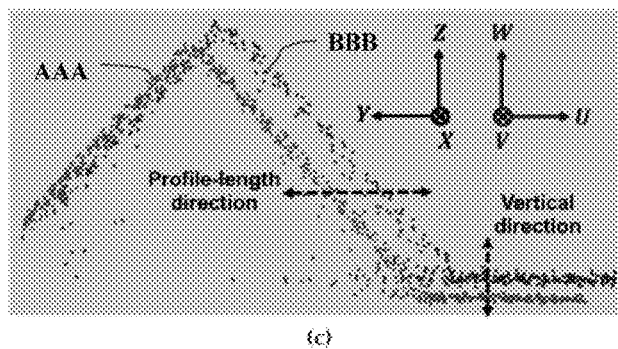 AAA
BBB
Z
W
Y
X
V
U
Profile-length
direction
Vertical
direction
(c)